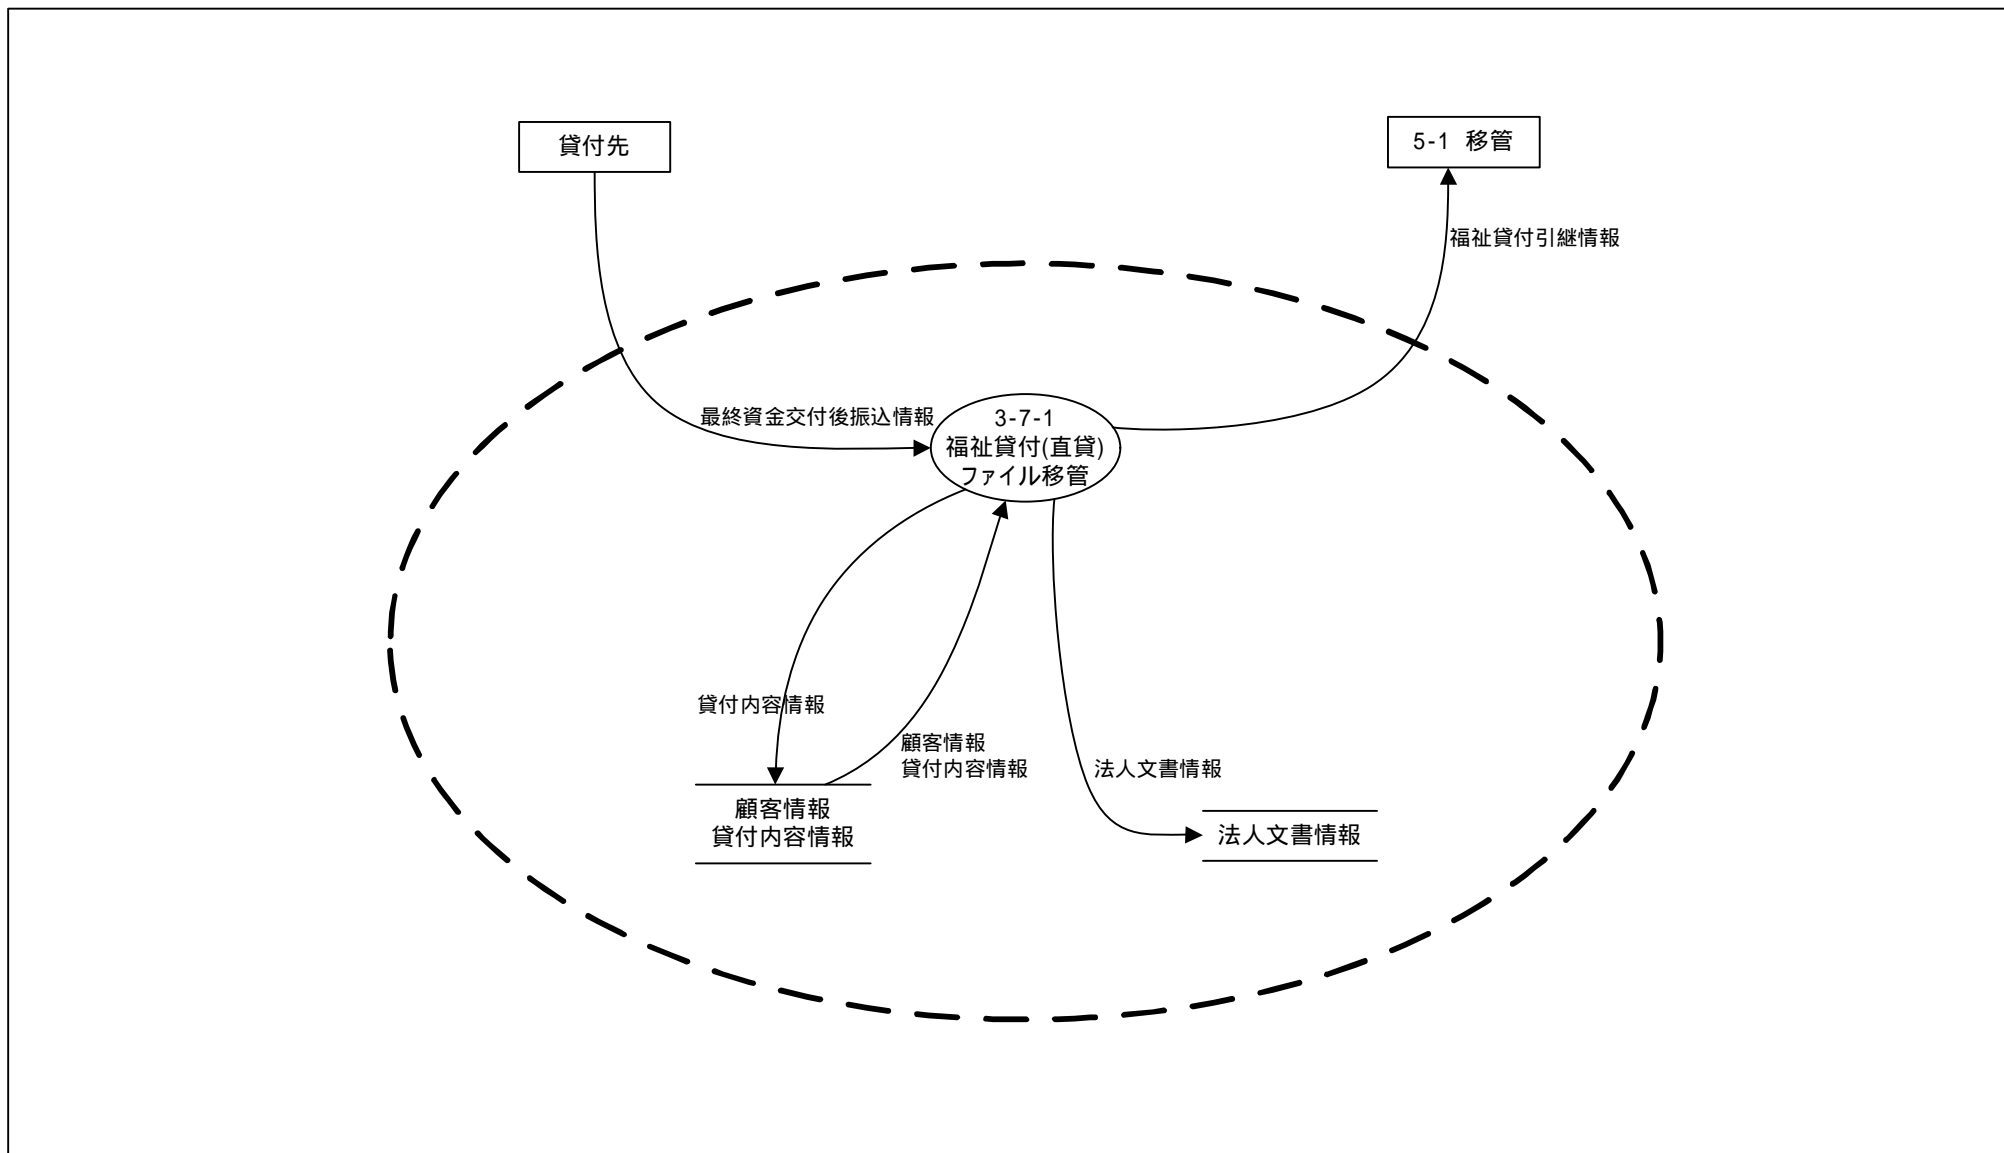 貸付先
5-1 移管
福祉貸付引継情報
最終資金交付後振込情報
3-7-1
福祉貸付(直貸)
ファイル移管
貸付内容情報
顧客情報
貸付内容情報
法人文書情報
顧客情報
貸付内容情報
法人文書情報